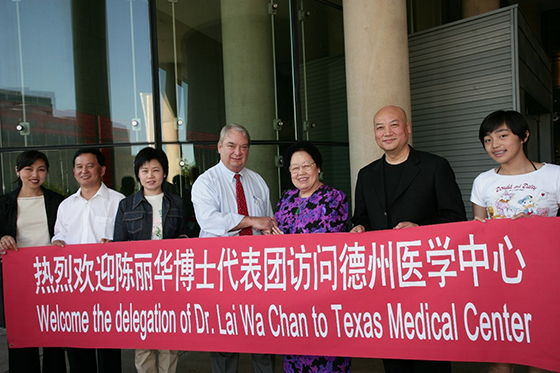 热烈欢迎陈丽华博士代表团访问德州医学中心
Welcome the delegation of Dr. Lai Wa Chan to Texas Medical Center